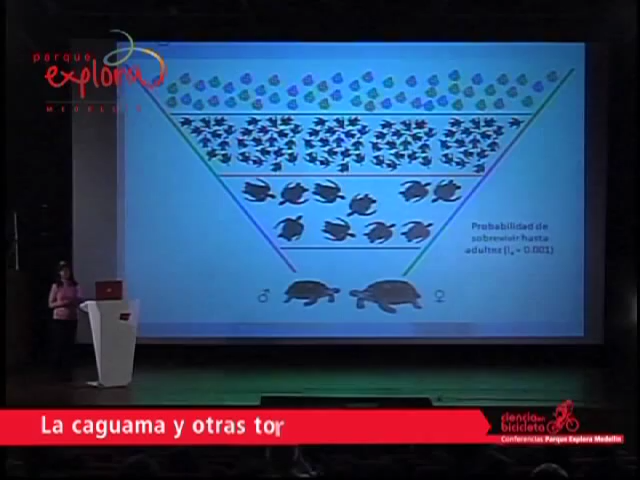 parque
explora
MEDELLÍN
Probabilidad de
sobrevivir hasta
adultez (lₓ = 0.001)
♂
♀
La caguama y otras tor
ciencia en
bicicleta
Conferencias Parque Explora Medellín